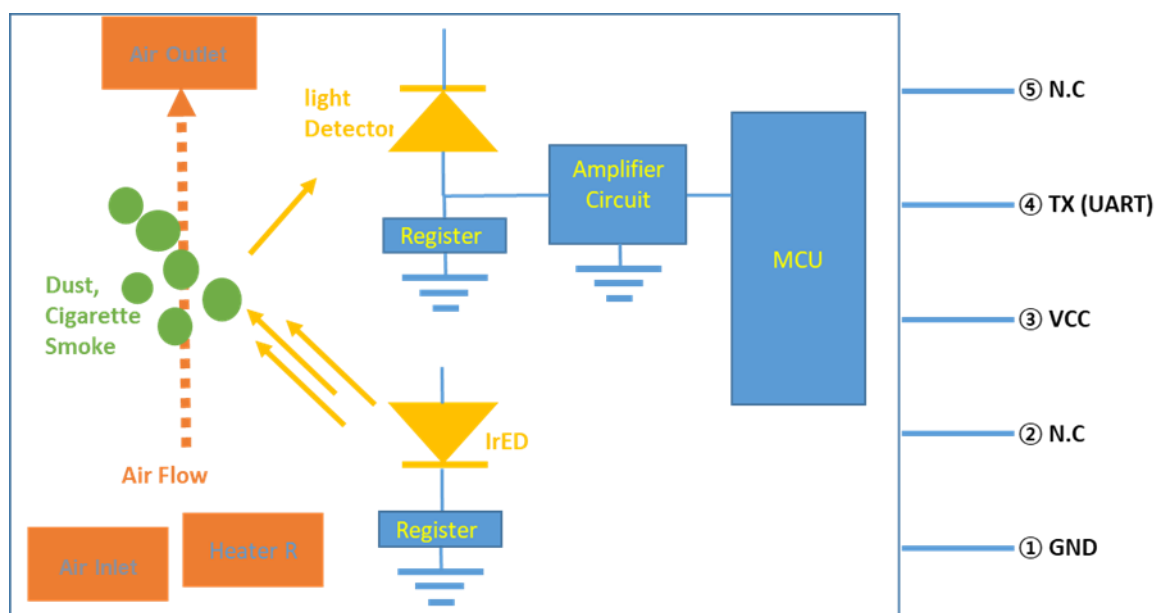 Air Outlet
light
Detector
Amplifier
Circuit
Register
MCU
Dust,
Cigarette
Smoke
IrED
Air Flow
Register
Air Inlet
Heater R
⑤ N.C
④ TX (UART)
③ VCC
② N.C
① GND